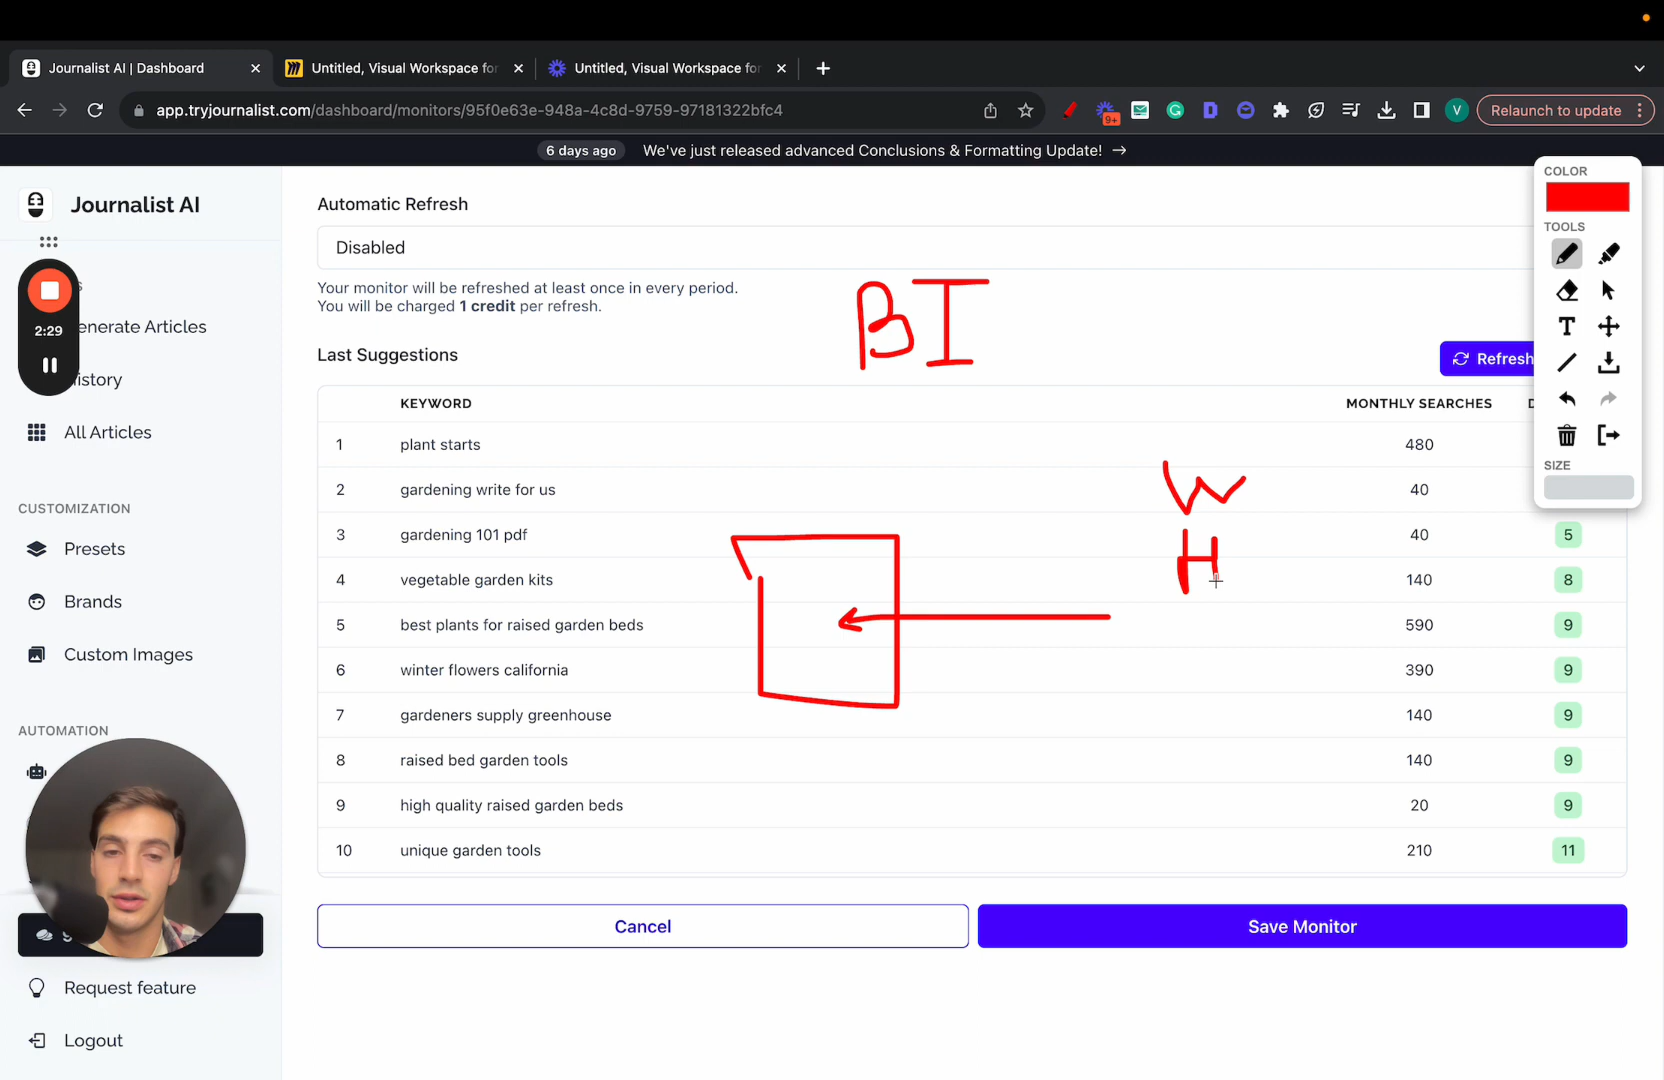 Journalist AI | Dashboard
Untitled, Visual Workspace for
Untitled, Visual Workspace for
app.tryjournalist.com/dashboard/monitors/95f0e63e-948a-4c8d-9759-97181322bfc4
9+
V
Relaunch to update
6 days ago We've just released advanced Conclusions & Formatting Update! →
Journalist AI
2:29
enerate Articles
istory
All Articles
CUSTOMIZATION
Presets
Brands
Custom Images
AUTOMATION
Request feature
Logout
Automatic Refresh
Disabled
Your monitor will be refreshed at least once in every period.
You will be charged 1 credit per refresh.
BI
Last Suggestions
Refresh
KEYWORD MONTHLY SEARCHES D
1 plant starts 480
2 gardening write for us 40
W
3 gardening 101 pdf 40 5
H
4 vegetable garden kits 140 8
5 best plants for raised garden beds 590 9
6 winter flowers california 390 9
7 gardeners supply greenhouse 140 9
8 raised bed garden tools 140 9
9 high quality raised garden beds 20 9
10 unique garden tools 210 11
Cancel
Save Monitor
COLOR
TOOLS
T
SIZE